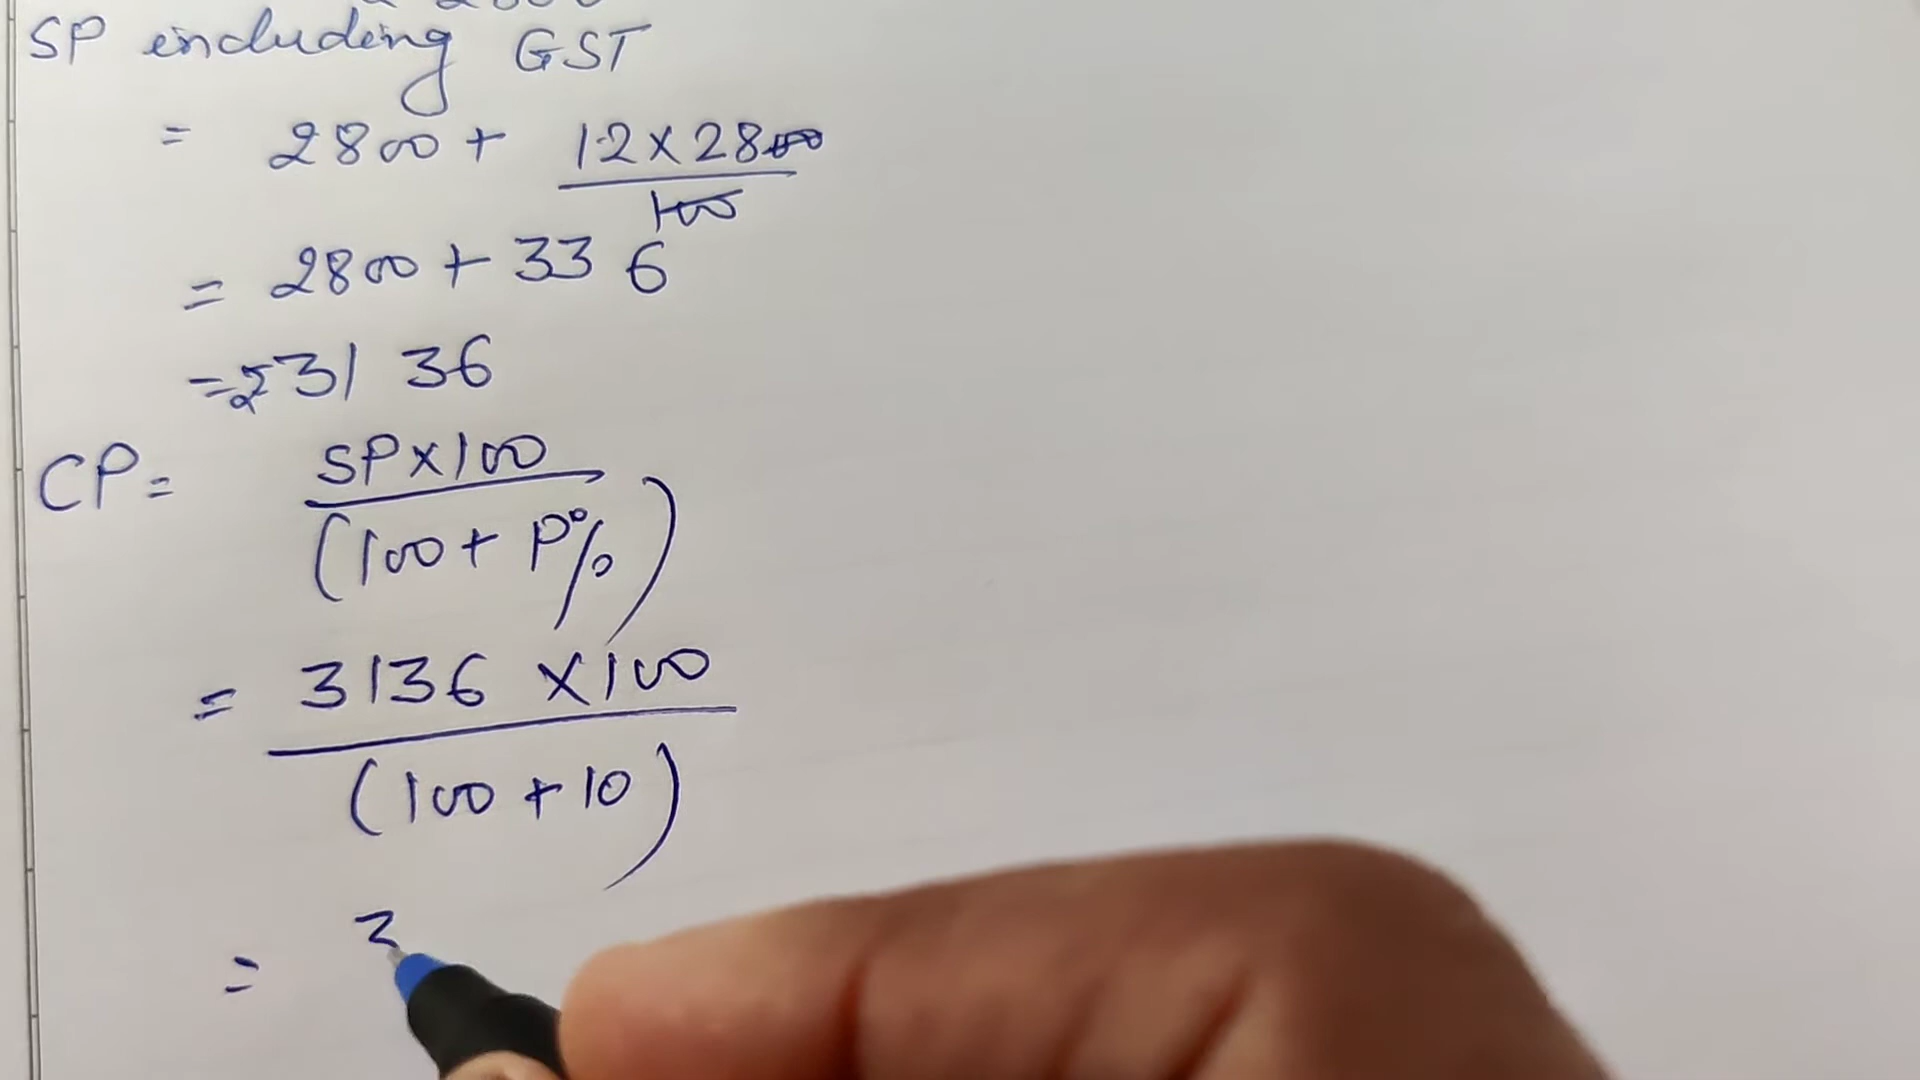 SP including GST
= 2800 + 12 × 2800 / 100
= 2800 + 336
= ₹3136
CP = SP × 100 / (100 + P%)
= 3136 × 100 / (100 + 10)
= 3